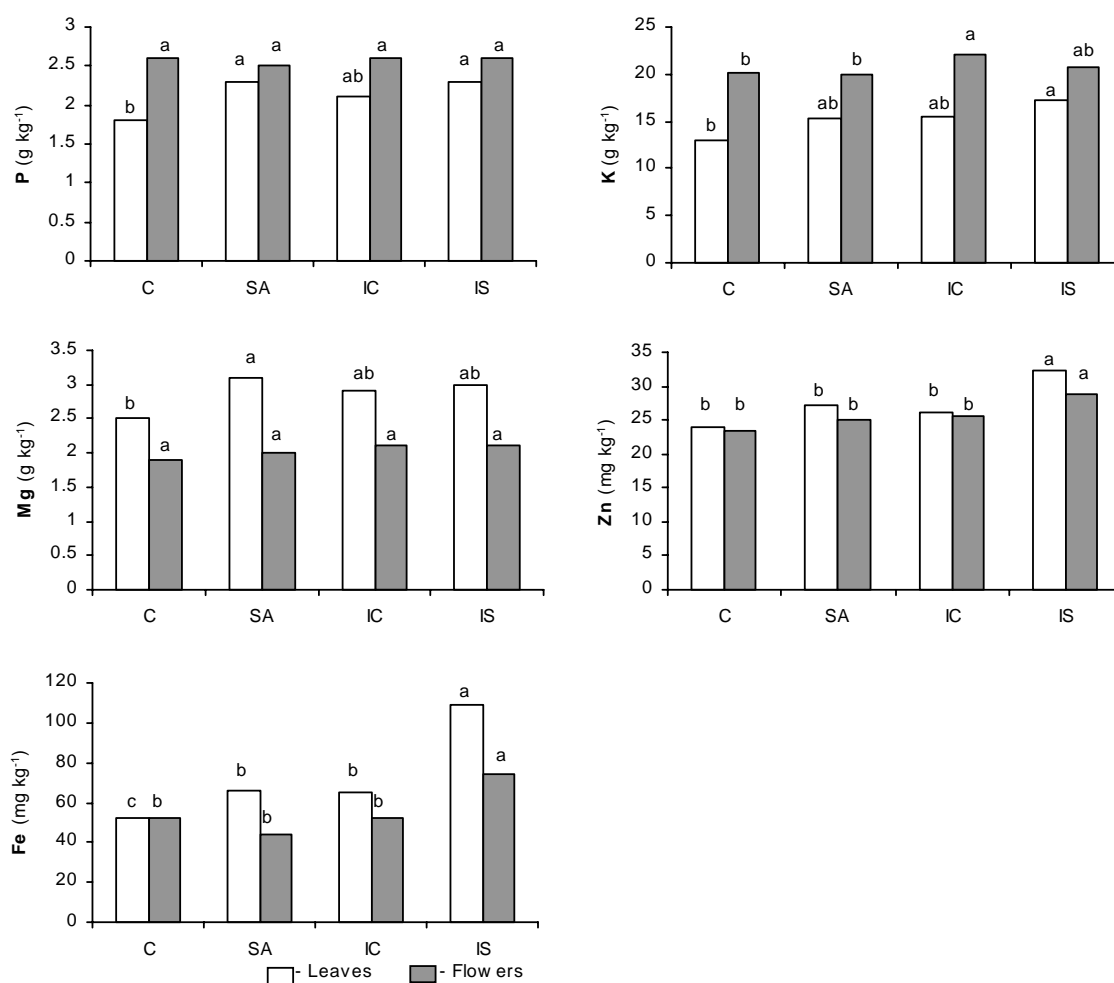 3
2.5
2
1.5
1
0.5
0
P (g kg-1)
b a a a ab a a a
C SA IC IS
25
20
15
10
5
0
K (g kg-1)
b b ab b ab a a ab
C SA IC IS
3.5
3
2.5
2
1.5
1
0.5
0
Mg (g kg-1)
b a a a ab a ab a
C SA IC IS
35
30
25
20
15
10
5
0
Zn (mg kg-1)
b b b b b b a a
C SA IC IS
120
100
80
60
40
20
0
Fe (mg kg-1)
c b b b b b a a
C SA IC IS
- Leaves - Flowers